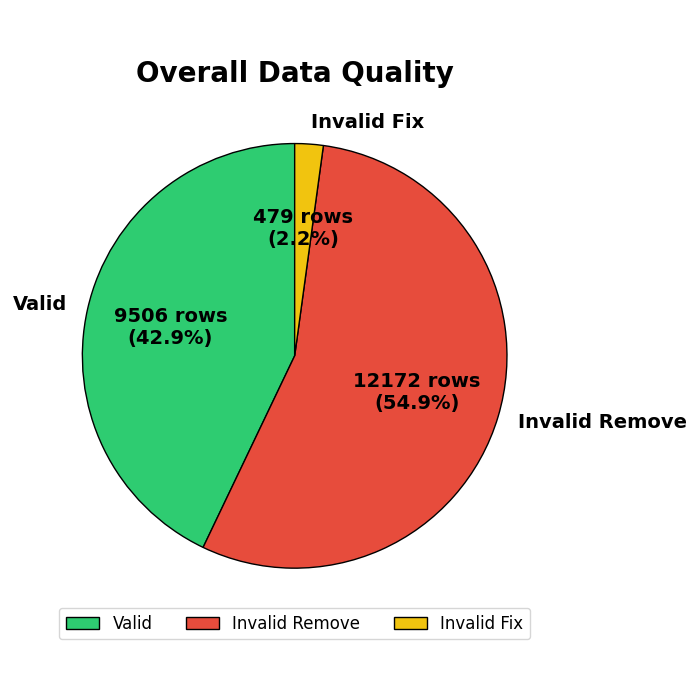 Overall Data Quality
Invalid Fix
479 rows
(2.2%)
Valid
9506 rows
(42.9%)
12172 rows
(54.9%)
Invalid Remove
Valid
Invalid Remove
Invalid Fix